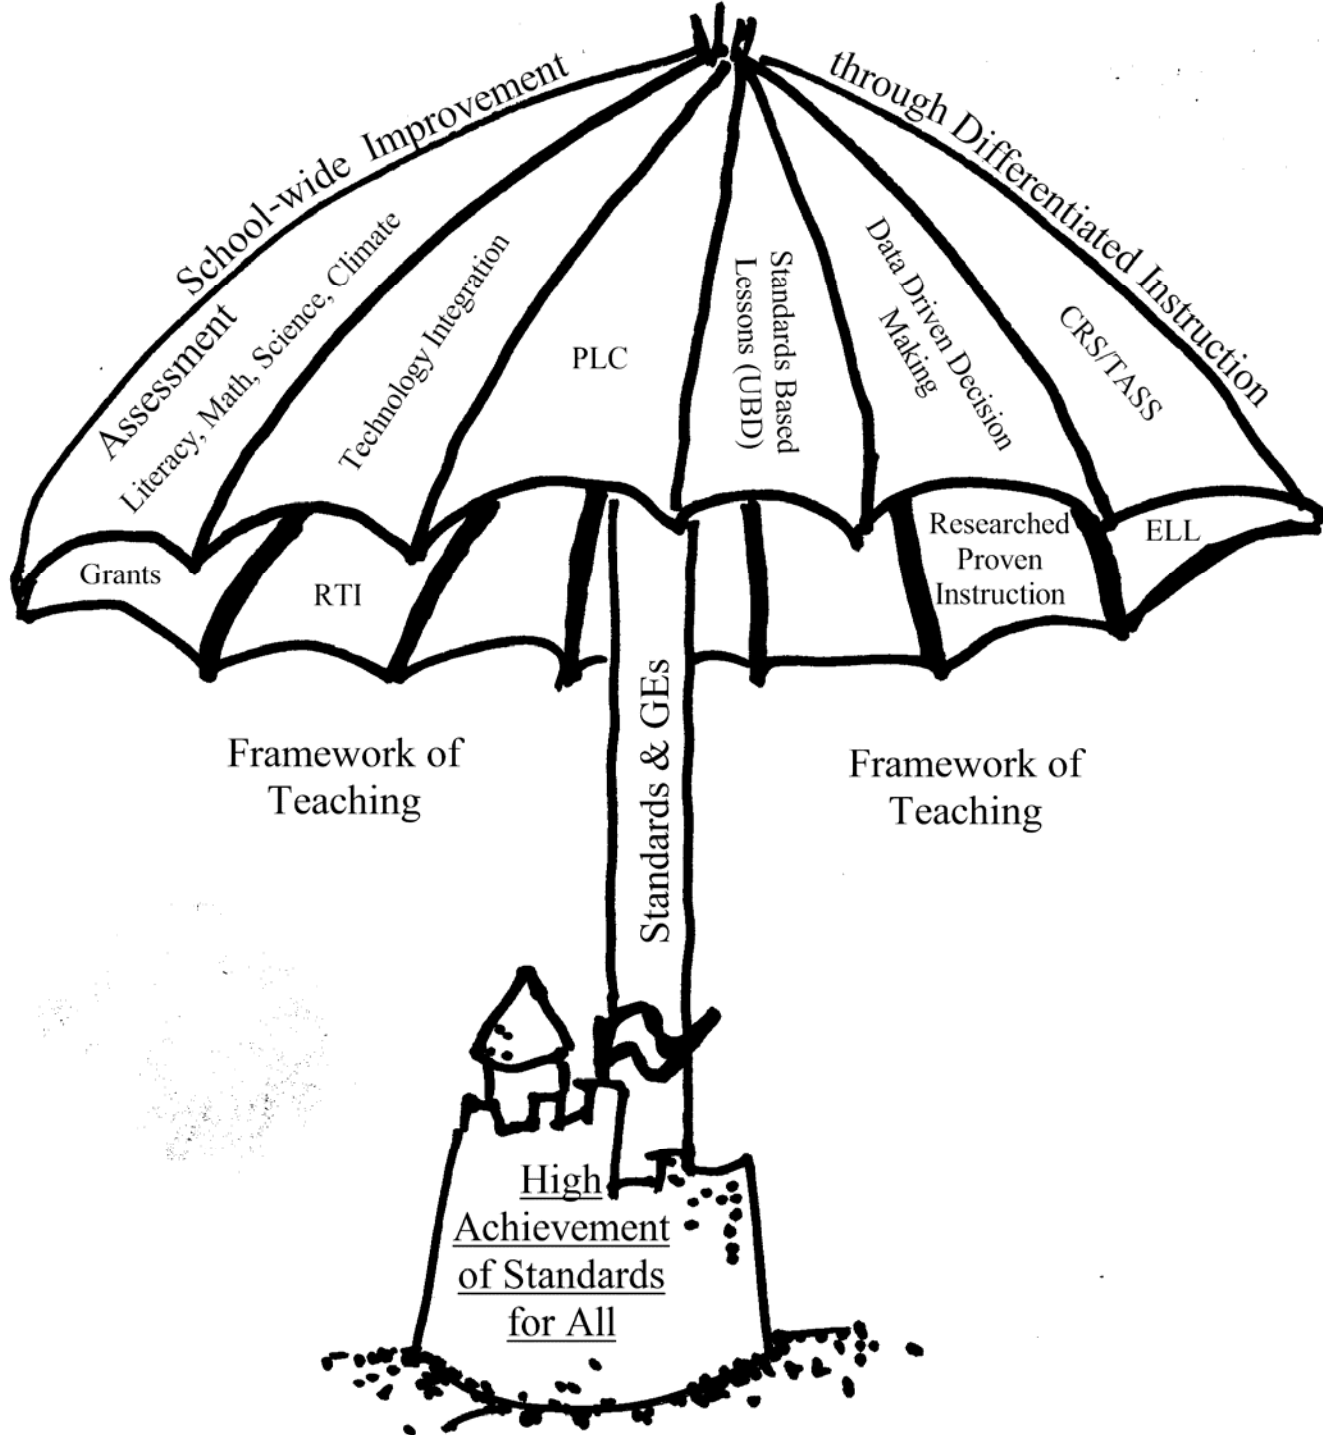 School-wide Improvement
through Differentiated Instruction
Assessment
Literacy, Math, Science, Climate
Technology Integration
PLC
Standards Based
Lessons (UBD)
Data Driven Decision
Making
CRS/TASS
Grants
RTI
Researched
Proven
Instruction
ELL
Framework of
Teaching
Standards & GEs
Framework of
Teaching
High
Achievement
of Standards
for All